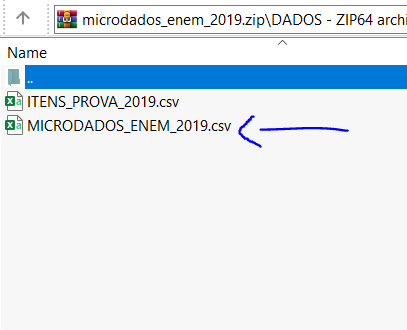 microdados_enem_2019.zip\DADOS - ZIP64 archi
Name
..
ITENS_PROVA_2019.csv
MICRODADOS_ENEM_2019.csv